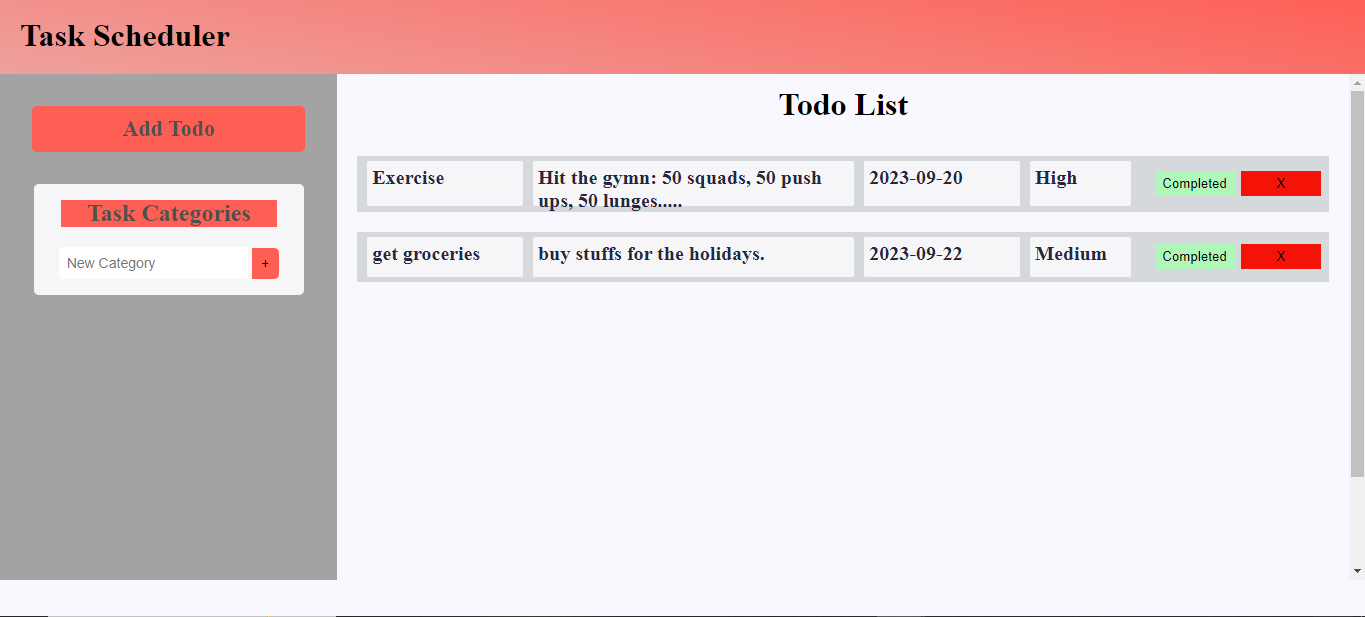 Task Scheduler
Add Todo
Task Categories
New Category
+
Todo List
Exercise
Hit the gymn: 50 squads, 50 push
ups, 50 lunges.....
2023-09-20
High
Completed
X
get groceries
buy stuffs for the holidays.
2023-09-22
Medium
Completed
X